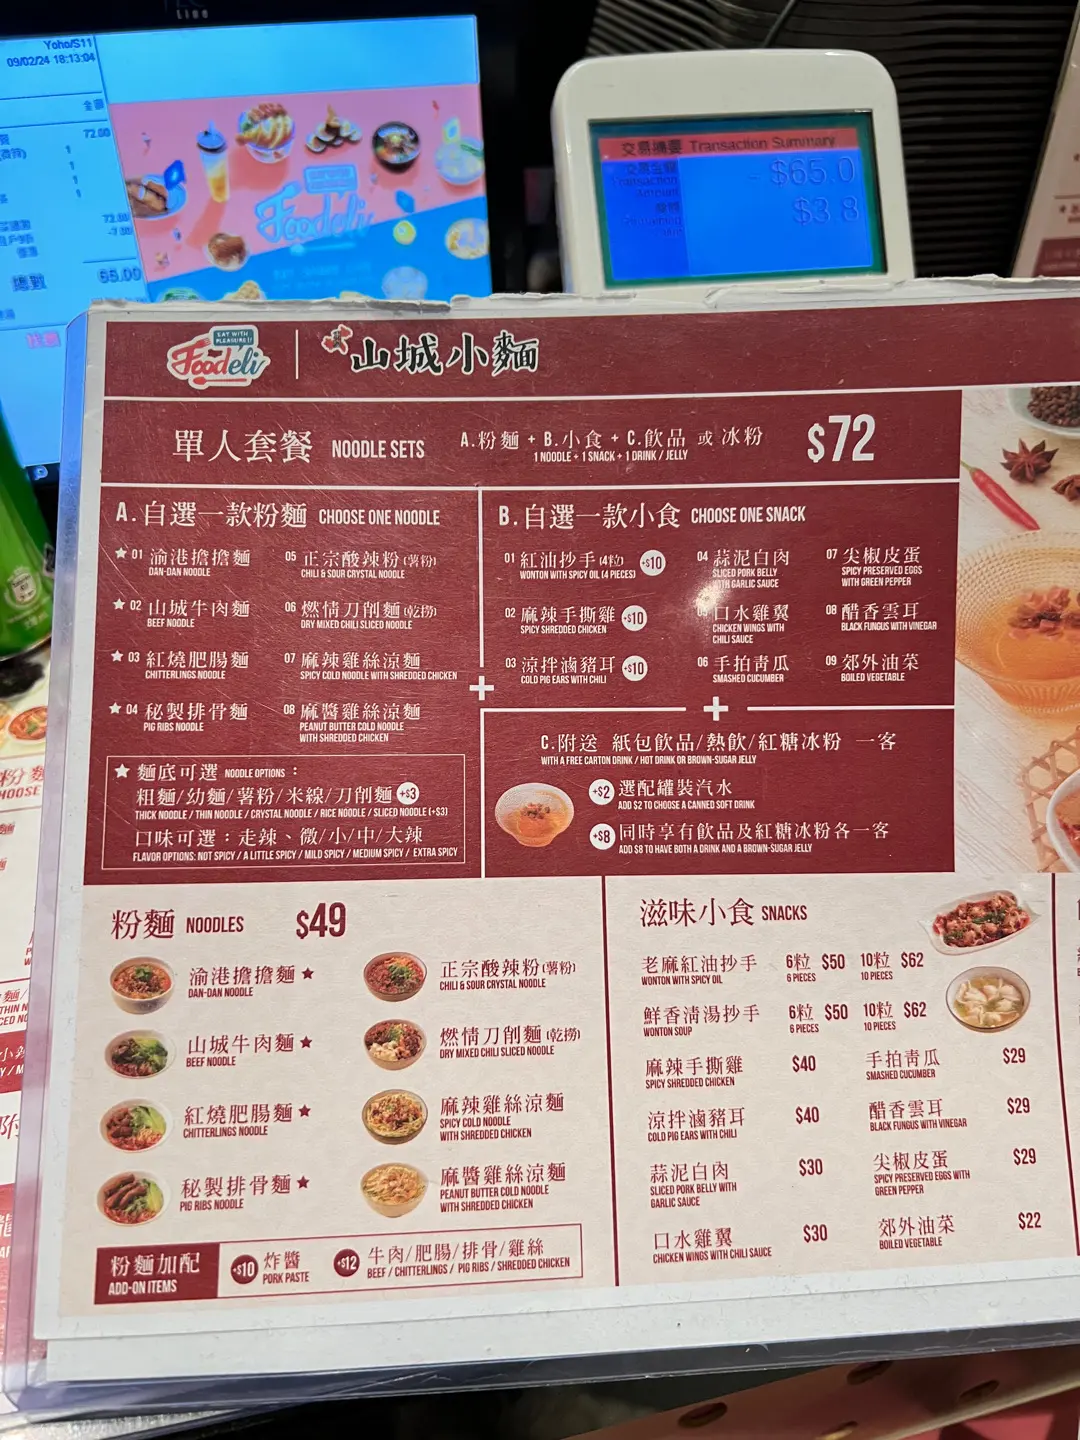 Yoho/S11
09/02/24 18:13:04
金額
72.00
72.00
-7.00
總數
65.00
Foodeli
交易摘要 Transaction Summary
- $65.0
$3.8
EAT WITH PLEASURE!!
Foodeli
山城小麵
單人套餐 NOODLE SETS
A.粉麵 + B.小食 + C.飲品 或 冰粉
1 NOODLE + 1 SNACK + 1 DRINK / JELLY
$72
A.自選一款粉麵 CHOOSE ONE NOODLE
★ 01 渝港擔擔麵
DAN-DAN NOODLE
★ 02 山城牛肉麵
BEEF NOODLE
★ 03 紅燒肥腸麵
CHITTERLINGS NOODLE
★ 04 秘製排骨麵
PIG RIBS NOODLE
05 正宗酸辣粉(薯粉)
CHILI & SOUR CRYSTAL NOODLE
06 燃情刀削麵(乾撈)
DRY MIXED CHILI SLICED NOODLE
07 麻辣雞絲涼麵
SPICY COLD NOODLE WITH SHREDDED CHICKEN
08 麻醬雞絲涼麵
PEANUT BUTTER COLD NOODLE
WITH SHREDDED CHICKEN
★ 麵底可選 NOODLE OPTIONS :
粗麵/幼麵/薯粉/米線/刀削麵 +$3
THICK NOODLE / THIN NOODLE / CRYSTAL NOODLE / RICE NOODLE / SLICED NOODLE (+$3)
口味可選：走辣、微/小/中/大辣
FLAVOR OPTIONS: NOT SPICY / A LITTLE SPICY / MILD SPICY / MEDIUM SPICY / EXTRA SPICY
B.自選一款小食 CHOOSE ONE SNACK
01 紅油抄手(4粒) +$10
WONTON WITH SPICY OIL (4 PIECES)
02 麻辣手撕雞 +$10
SPICY SHREDDED CHICKEN
03 涼拌滷豬耳 +$10
COLD PIG EARS WITH CHILI
04 蒜泥白肉
SLICED PORK BELLY
WITH GARLIC SAUCE
口水雞翼
CHICKEN WINGS WITH
CHILI SAUCE
06 手拍青瓜
SMASHED CUCUMBER
07 尖椒皮蛋
SPICY PRESERVED EGGS
WITH GREEN PEPPER
08 醋香雲耳
BLACK FUNGUS WITH VINEGAR
09 郊外油菜
BOILED VEGETABLE
C.附送 紙包飲品/熱飲/紅糖冰粉 一客
WITH A FREE CARTON DRINK / HOT DRINK OR BROWN-SUGAR JELLY
+$2 選配罐裝汽水
ADD $2 TO CHOOSE A CANNED SOFT DRINK
+$8 同時享有飲品及紅糖冰粉各一客
ADD $8 TO HAVE BOTH A DRINK AND A BROWN-SUGAR JELLY
粉麵 NOODLES $49
渝港擔擔麵 ★
DAN-DAN NOODLE
山城牛肉麵 ★
BEEF NOODLE
紅燒肥腸麵 ★
CHITTERLINGS NOODLE
秘製排骨麵 ★
PIG RIBS NOODLE
正宗酸辣粉(薯粉)
CHILI & SOUR CRYSTAL NOODLE
燃情刀削麵(乾撈)
DRY MIXED CHILI SLICED NOODLE
麻辣雞絲涼麵
SPICY COLD NOODLE
WITH SHREDDED CHICKEN
麻醬雞絲涼麵
PEANUT BUTTER COLD NOODLE
WITH SHREDDED CHICKEN
粉麵加配
ADD-ON ITEMS
+$10 炸醬
PORK PASTE
+$12 牛肉/肥腸/排骨/雞絲
BEEF / CHITTERLINGS / PIG RIBS / SHREDDED CHICKEN
滋味小食 SNACKS
老麻紅油抄手 6粒 $50 10粒 $62
WONTON WITH SPICY OIL 6 PIECES 10 PIECES
鮮香清湯抄手 6粒 $50 10粒 $62
WONTON SOUP 6 PIECES 10 PIECES
麻辣手撕雞 $40
SPICY SHREDDED CHICKEN
涼拌滷豬耳 $40
COLD PIG EARS WITH CHILI
蒜泥白肉 $30
SLICED PORK BELLY WITH
GARLIC SAUCE
口水雞翼 $30
CHICKEN WINGS WITH CHILI SAUCE
手拍青瓜 $29
SMASHED CUCUMBER
醋香雲耳 $29
BLACK FUNGUS WITH VINEGAR
尖椒皮蛋 $29
SPICY PRESERVED EGGS WITH
GREEN PEPPER
郊外油菜 $22
BOILED VEGETABLE